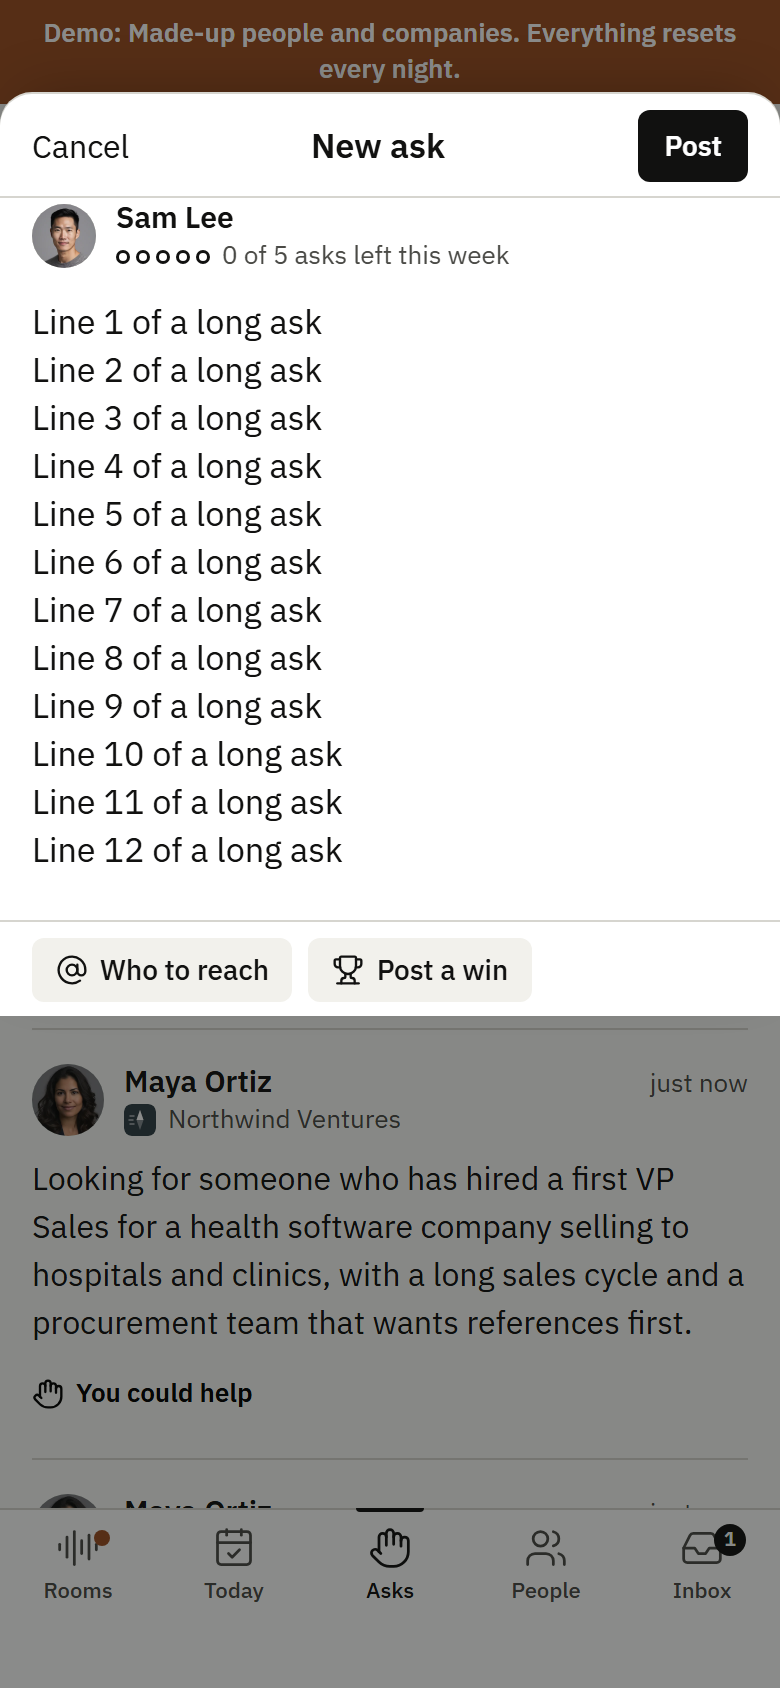 Demo: Made-up people and companies. Everything resets
every night.
Cancel
New ask
Post
Sam Lee
0 of 5 asks left this week
Line 1 of a long ask
Line 2 of a long ask
Line 3 of a long ask
Line 4 of a long ask
Line 5 of a long ask
Line 6 of a long ask
Line 7 of a long ask
Line 8 of a long ask
Line 9 of a long ask
Line 10 of a long ask
Line 11 of a long ask
Line 12 of a long ask
Who to reach
Post a win
Maya Ortiz
just now
Northwind Ventures
Looking for someone who has hired a first VP
Sales for a health software company selling to
hospitals and clinics, with a long sales cycle and a
procurement team that wants references first.
You could help
Maya Ortiz
Rooms
Today
Asks
People
1
Inbox